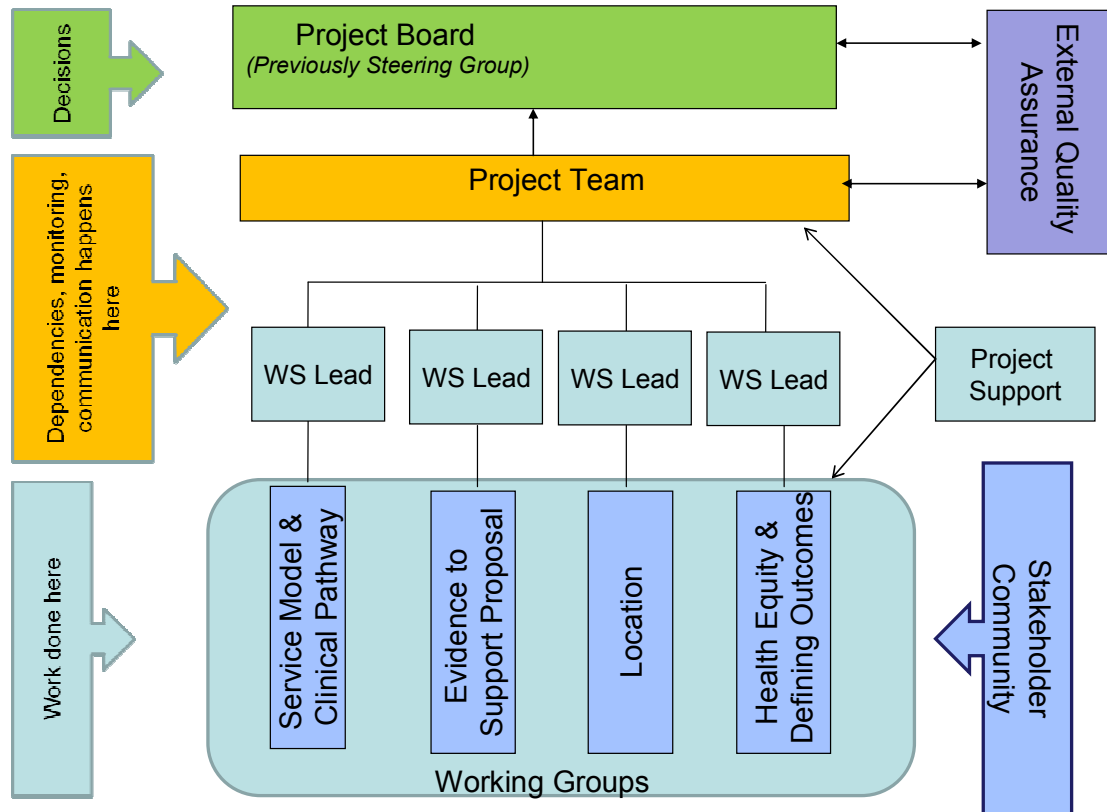 Decisions
Project Board
(Previously Steering Group)
External Quality
Assurance
Project Team
Dependencies, monitoring,
communication happens
here
WS Lead
WS Lead
WS Lead
WS Lead
Project
Support
Work done here
Service Model &
Clinical Pathway
Evidence to
Support Proposal
Location
Health Equity &
Defining Outcomes
Stakeholder
Community
Working Groups